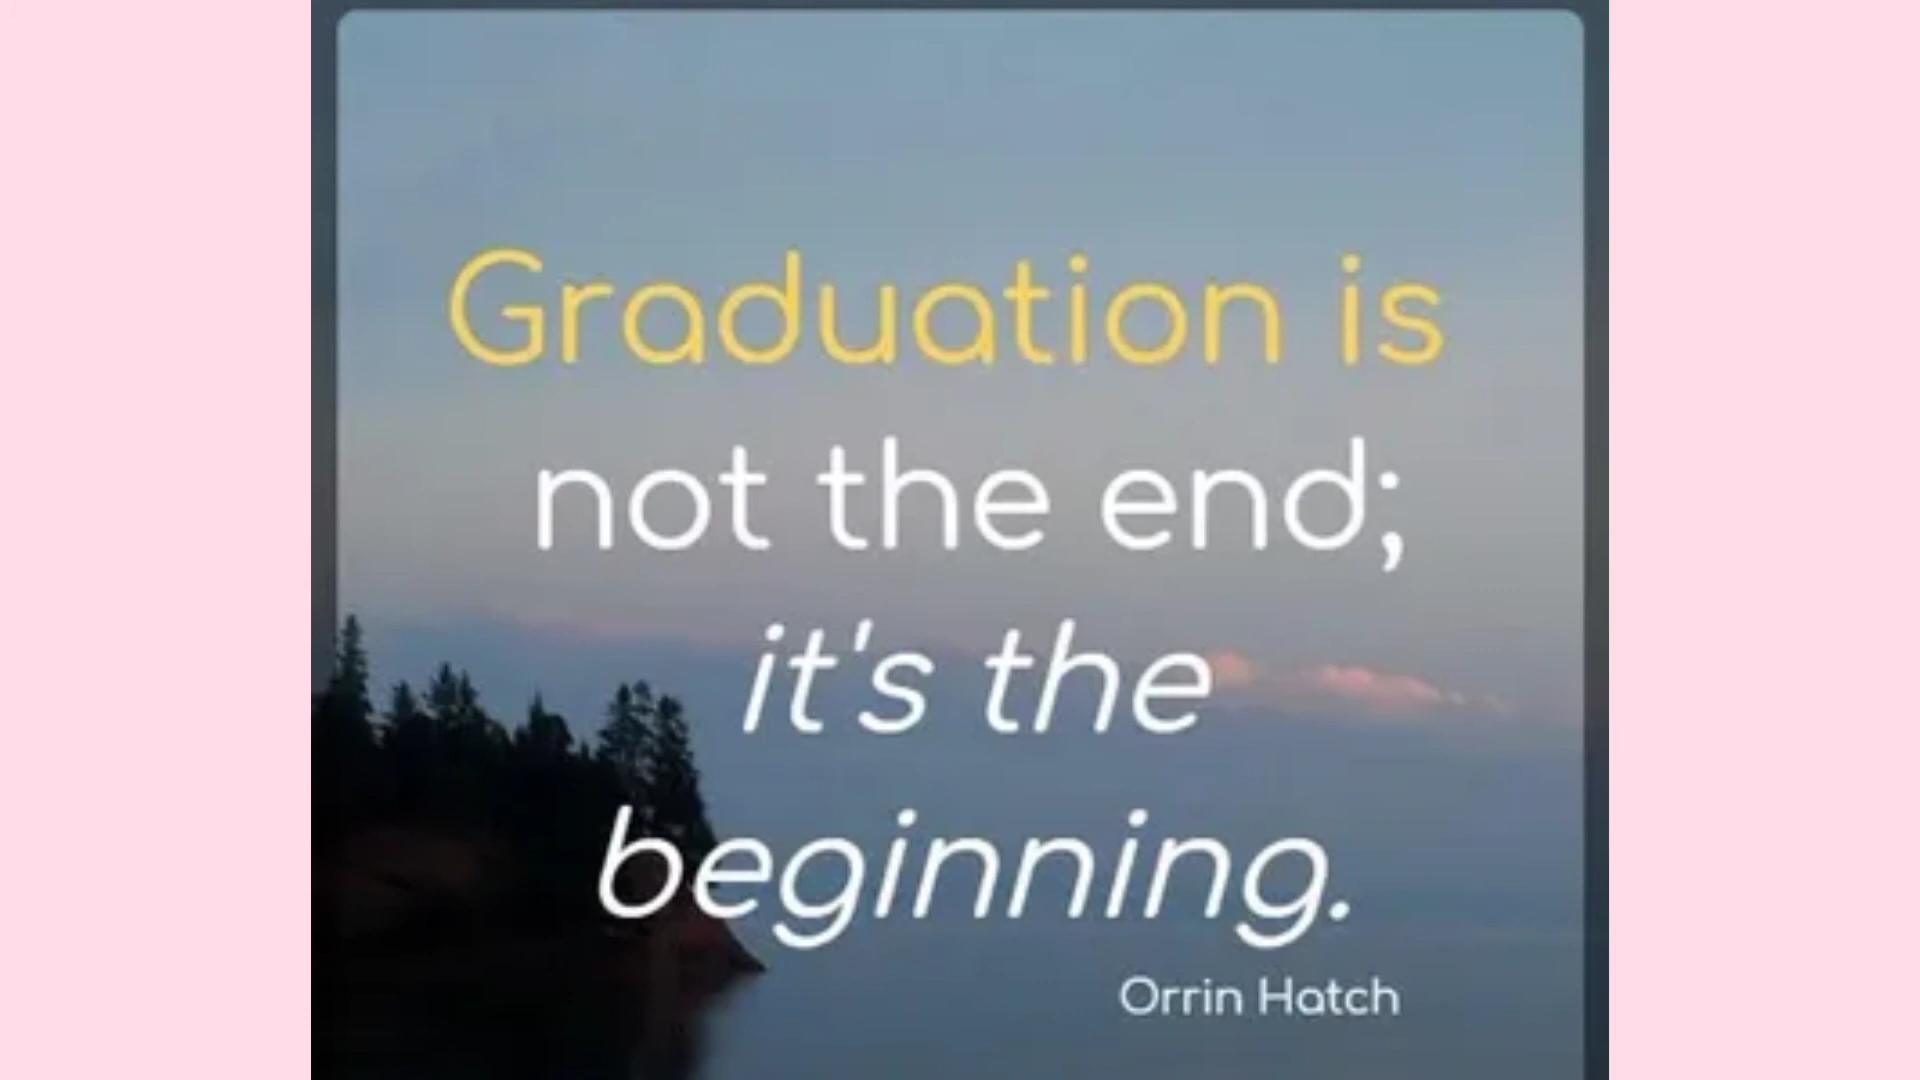 Graduation is
not the end;
it's the
beginning.
Orrin Hatch